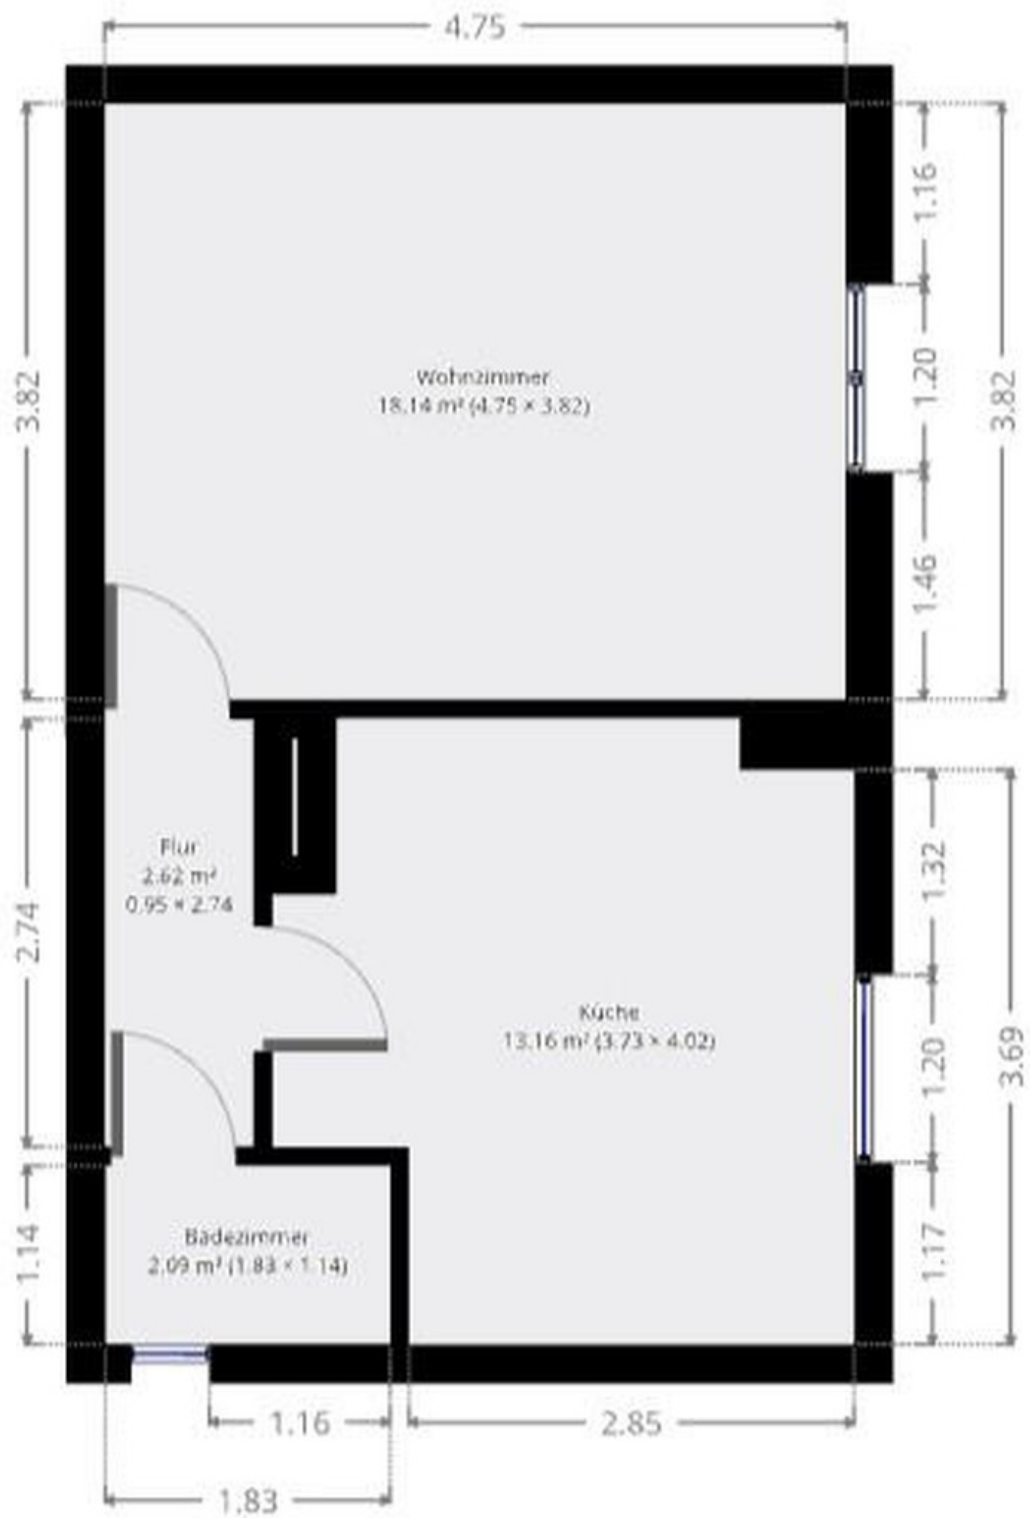 4.75
1.16
3.82
1.20
3.82
Wohnzimmer
18.14 m² (4.75 × 3.82)
1.46
1.32
Flur
2.62 m²
0.95 × 2.74
2.74
Küche
13.16 m² (3.73 × 4.02)
1.20
3.69
Badezimmer
2.09 m² (1.83 × 1.14)
1.14
1.17
1.16
2.85
1.83